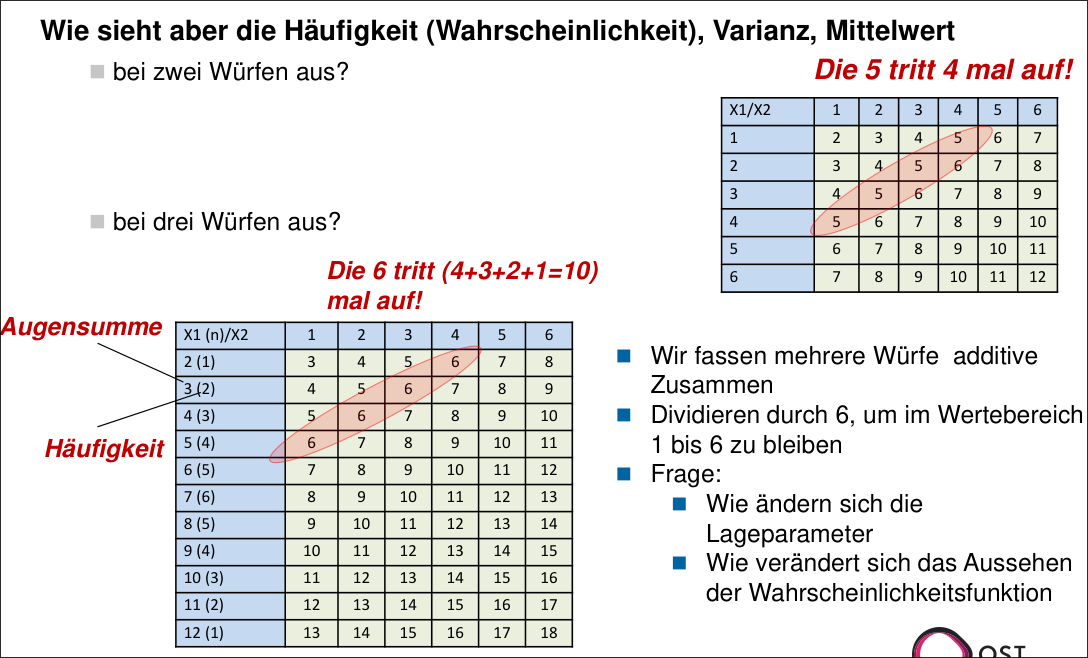 Wie sieht aber die Häufigkeit (Wahrscheinlichkeit), Varianz, Mittelwert
bei zwei Würfen aus?
Die 5 tritt 4 mal auf!
X1/X2 1 2 3 4 5 6
1 2 3 4 5 6 7
2 3 4 5 6 7 8
3 4 5 6 7 8 9
4 5 6 7 8 9 10
5 6 7 8 9 10 11
6 7 8 9 10 11 12
bei drei Würfen aus?
Die 6 tritt (4+3+2+1=10)
mal auf!
Augensumme
Häufigkeit
X1 (n)/X2 1 2 3 4 5 6
2 (1) 3 4 5 6 7 8
3 (2) 4 5 6 7 8 9
4 (3) 5 6 7 8 9 10
5 (4) 6 7 8 9 10 11
6 (5) 7 8 9 10 11 12
7 (6) 8 9 10 11 12 13
8 (5) 9 10 11 12 13 14
9 (4) 10 11 12 13 14 15
10 (3) 11 12 13 14 15 16
11 (2) 12 13 14 15 16 17
12 (1) 13 14 15 16 17 18
Wir fassen mehrere Würfe additive
Zusammen
Dividieren durch 6, um im Wertebereich
1 bis 6 zu bleiben
Frage:
Wie ändern sich die
Lageparameter
Wie verändert sich das Aussehen
der Wahrscheinlichkeitsfunktion
OST